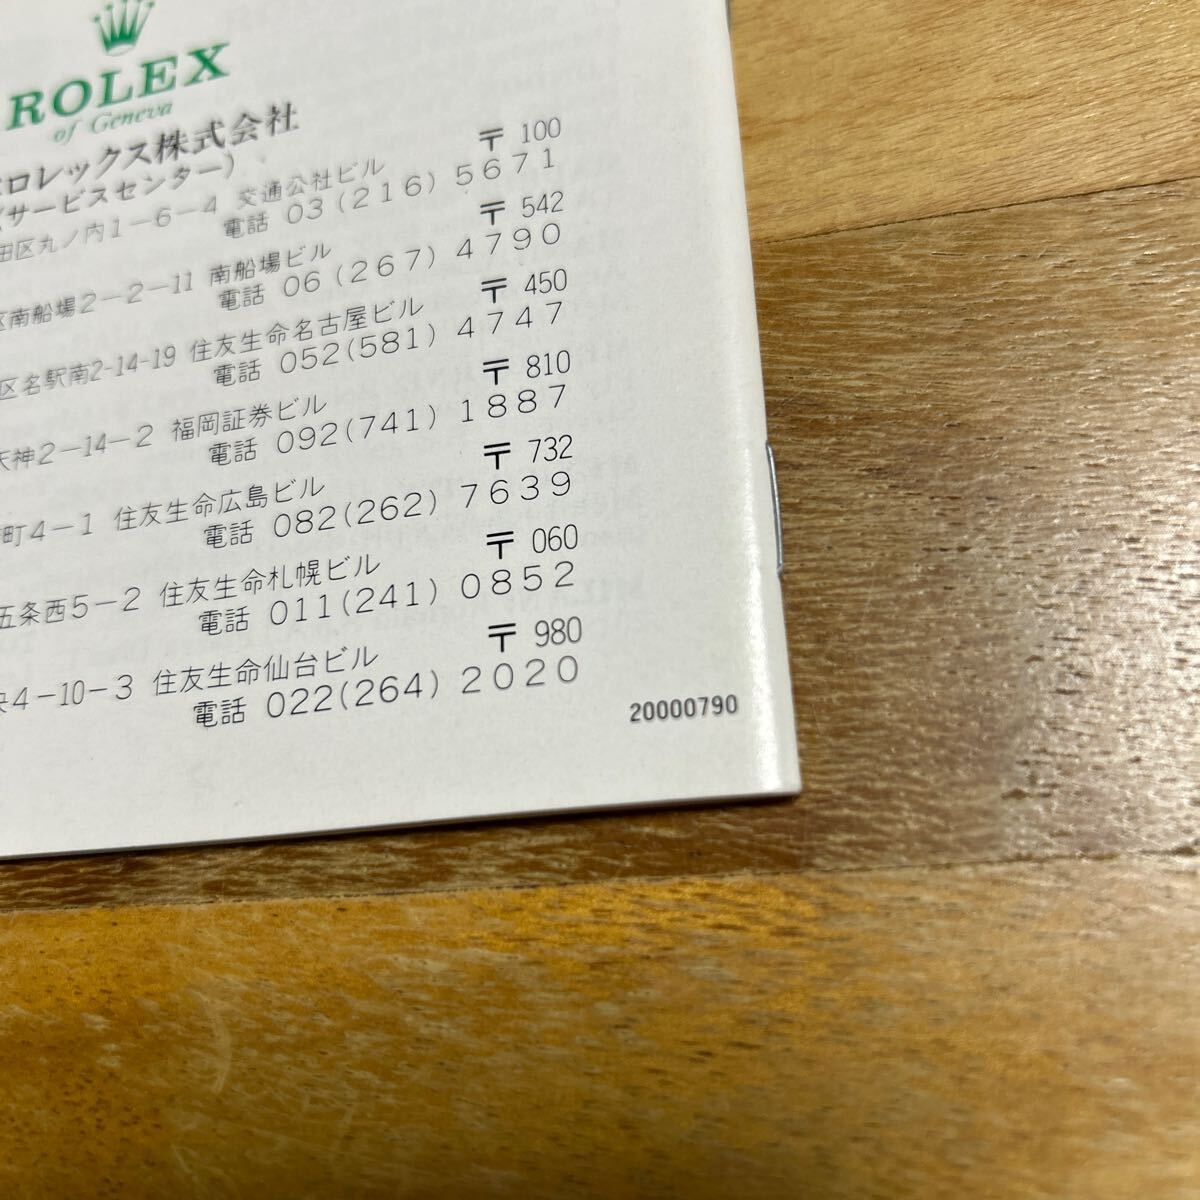 ROLEX
of Geneva
ロレックス株式会社
サービスセンター)
〒 100
田区丸ノ内1-6-4 交通公社ビル
電話 03(216)5671
〒 542
区南船場2-2-11 南船場ビル
電話 06(267)4790
〒 450
区名駅南2-14-19 住友生命名古屋ビル
電話 052(581)4747
〒 810
天神2-14-2 福岡証券ビル
電話 092(741)1887
〒 732
町4-1 住友生命広島ビル
電話 082(262)7639
〒 060
五条西5-2 住友生命札幌ビル
電話 011(241)0852
〒 980
央4-10-3 住友生命仙台ビル
電話 022(264)2020
20000790